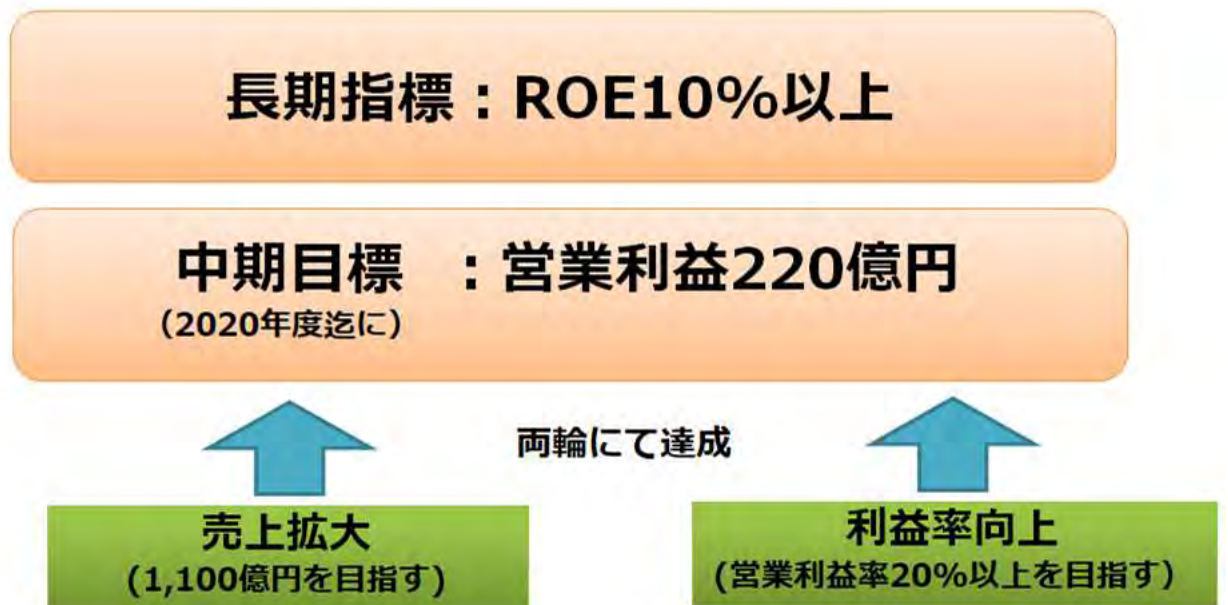 長期指標：ROE10%以上
中期目標　：営業利益220億円
（2020年度迄に）
両輪にて達成
売上拡大
(1,100億円を目指す)
利益率向上
(営業利益率20%以上を目指す）